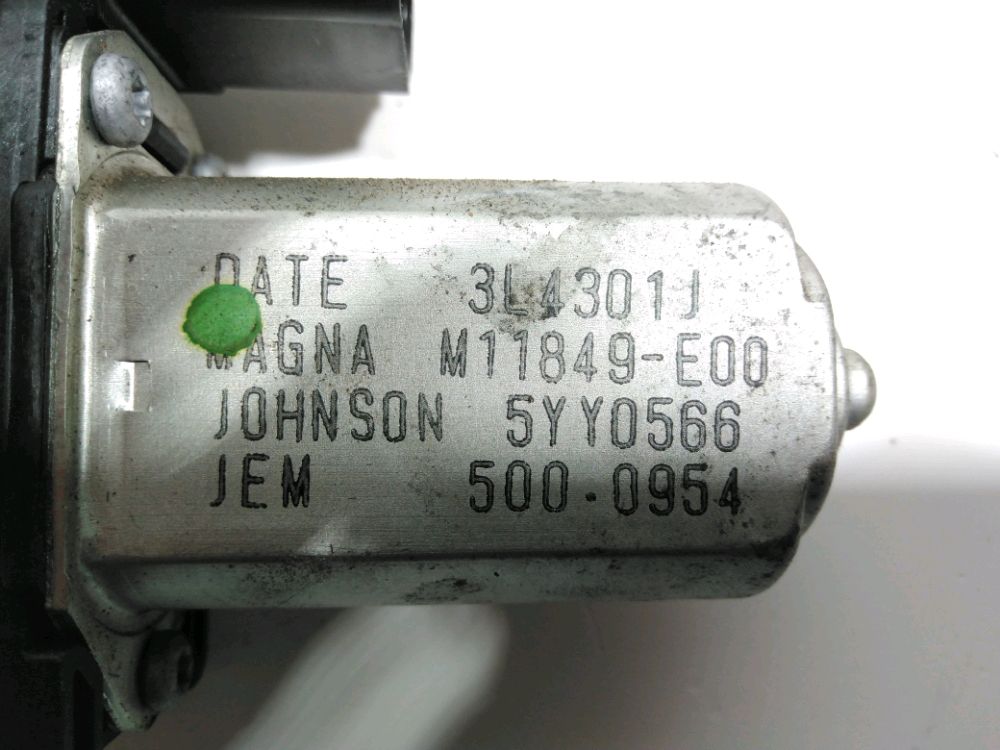 DATE 3L4301J
MAGNA M11849-E00
JOHNSON 5YY0566
JEM 500-0954